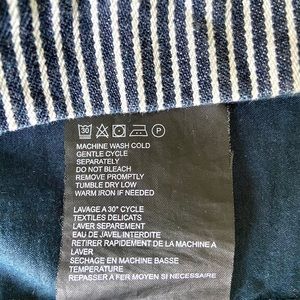 30 P
MACHINE WASH COLD
GENTLE CYCLE
SEPARATELY
DO NOT BLEACH
REMOVE PROMPTLY
TUMBLE DRY LOW
WARM IRON IF NEEDED
LAVAGE A 30° CYCLE
TEXTILES DELICATS
LAVER SEPAREMENT
EAU DE JAVEL INTERDITE
RETIRER RAPIDEMENT DE LA MACHINE A
LAVER
SECHAGE EN MACHINE BASSE
TEMPERATURE
REPASSER A FER MOYEN SI NECESSAIRE